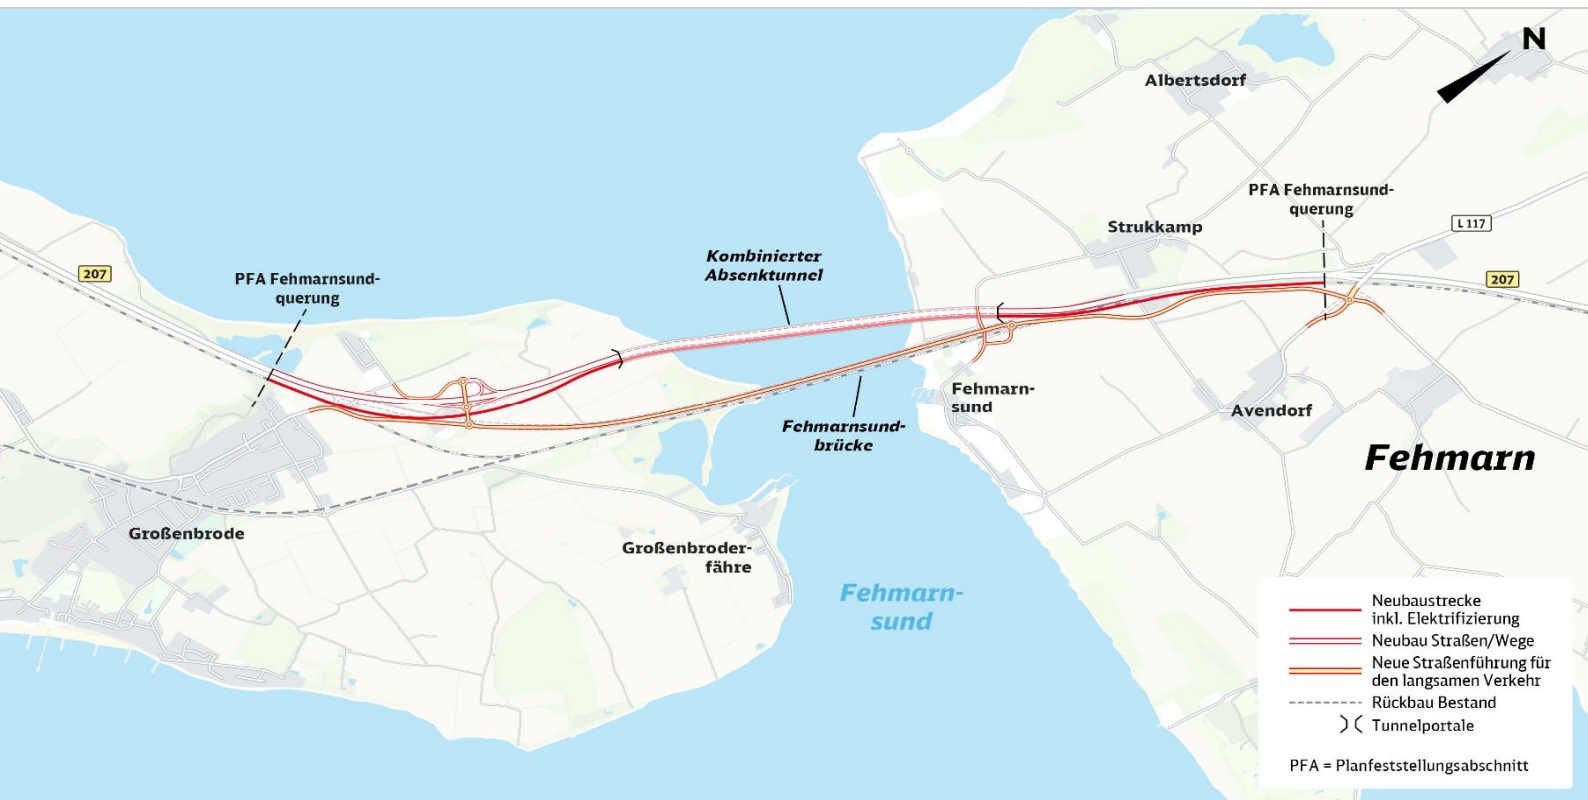 N
Albertsdorf
PFA Fehmarnsund-
querung
L 117
Strukkamp
Kombinierter
Absenktunnel
207
PFA Fehmarnsund-
querung
207
Fehmarn-
sund
Avendorf
Fehmarnsund-
brücke
Fehmarn
Großenbrode
Großenbroder-
fähre
Fehmarn-
sund
Neubaustrecke
inkl. Elektrifizierung
Neubau Straßen/Wege
Neue Straßenführung für
den langsamen Verkehr
Rückbau Bestand
Tunnelportale
PFA = Planfeststellungsabschnitt